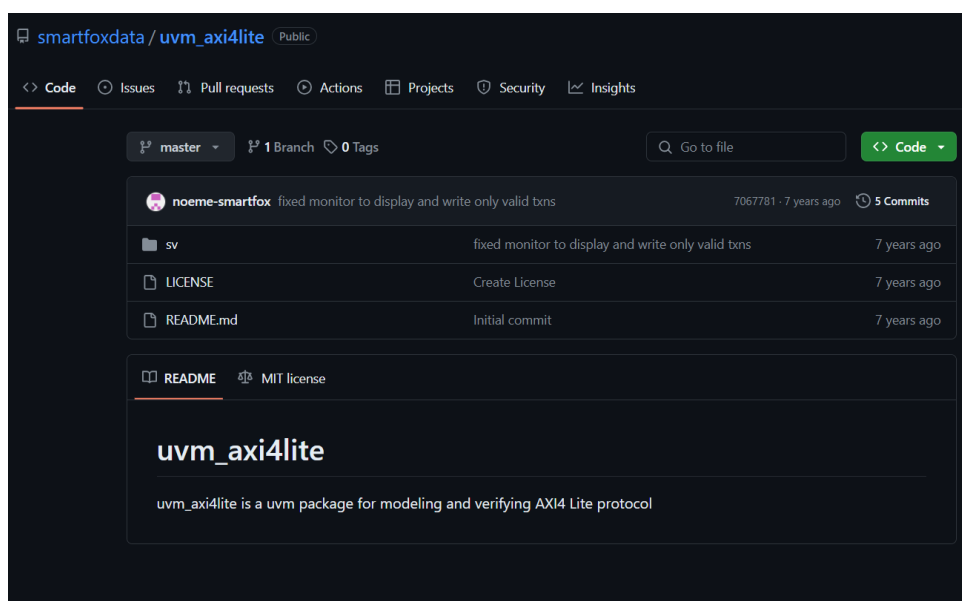 smartfoxdata / uvm_axi4lite Public
Code Issues Pull requests Actions Projects Security Insights
master 1 Branch 0 Tags Go to file Code
noeme-smartfox fixed monitor to display and write only valid txns 7067781 · 7 years ago 5 Commits
sv fixed monitor to display and write only valid txns 7 years ago
LICENSE Create License 7 years ago
README.md Initial commit 7 years ago
README MIT license
uvm_axi4lite
uvm_axi4lite is a uvm package for modeling and verifying AXI4 Lite protocol